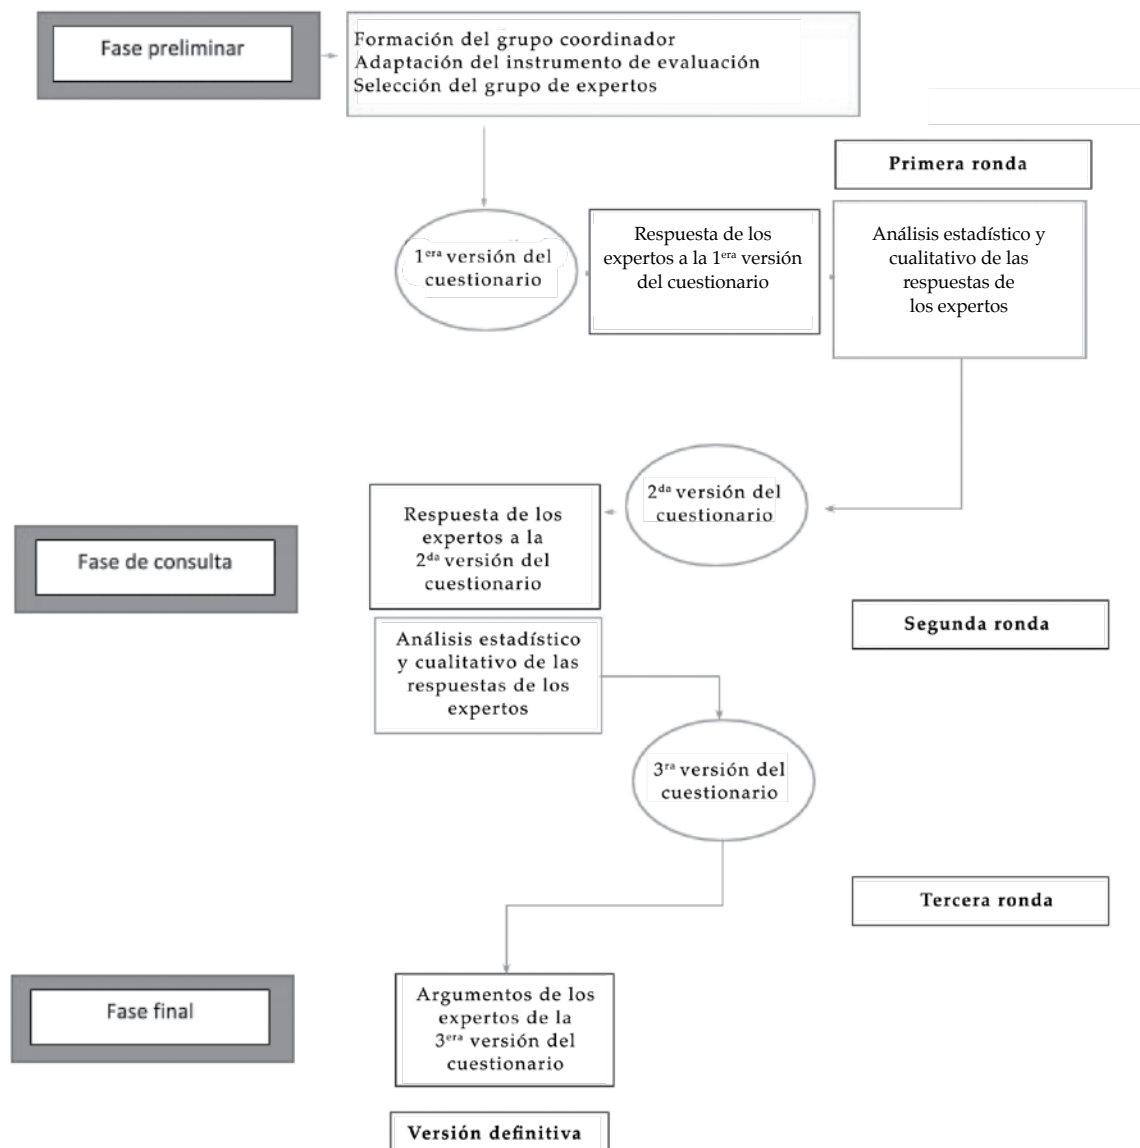 Fase preliminar
Formación del grupo coordinador
Adaptación del instrumento de evaluación
Selección del grupo de expertos
Primera ronda
1era versión del
cuestionario
Respuesta de los
expertos a la 1era versión
del cuestionario
Análisis estadístico y
cualitativo de las
respuestas de
los expertos
2da versión del
cuestionario
Respuesta de los
expertos a la
2da versión del
cuestionario
Fase de consulta
Segunda ronda
Análisis estadístico
y cualitativo de las
respuestas de los
expertos
3ra versión del
cuestionario
Tercera ronda
Fase final
Argumentos de los
expertos de la
3era versión del
cuestionario
Versión definitiva